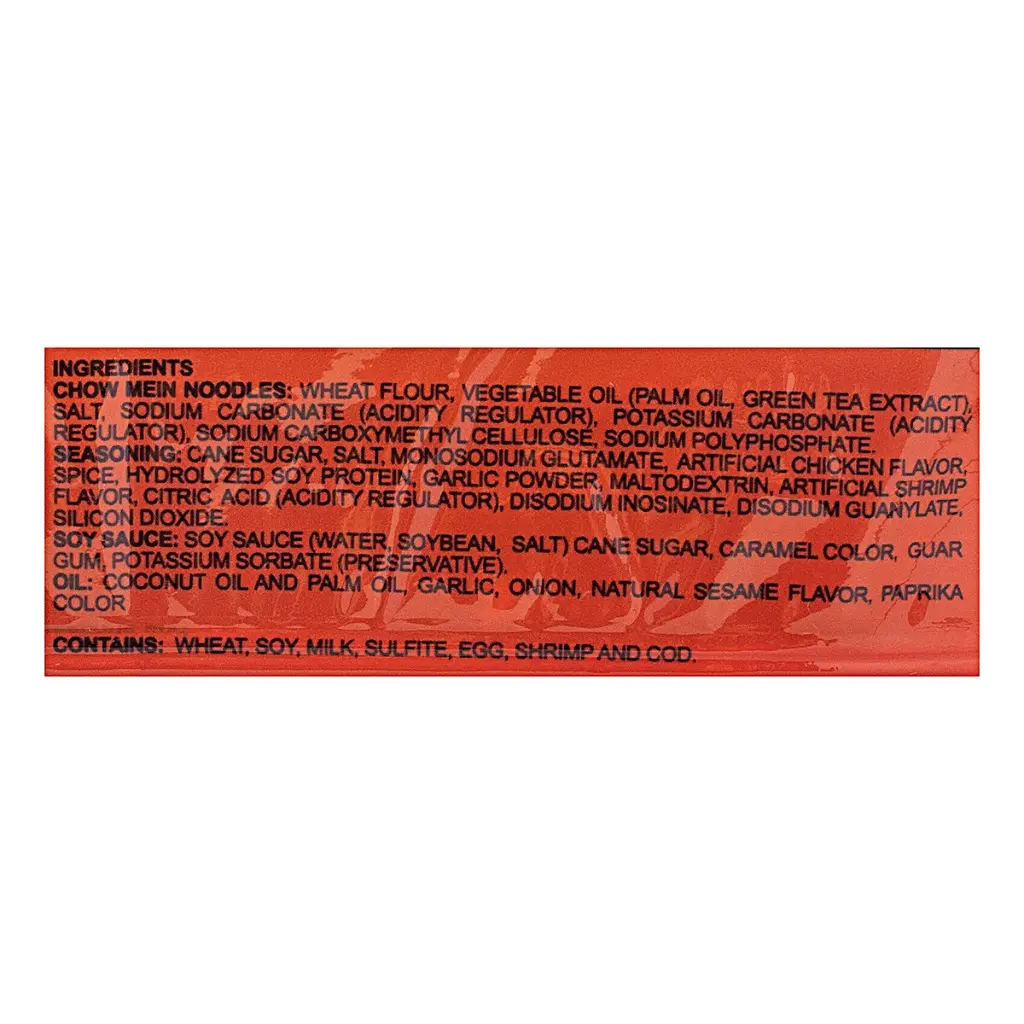 INGREDIENTS
CHOW MEIN NOODLES: WHEAT FLOUR, VEGETABLE OIL (PALM OIL, GREEN TEA EXTRACT),
SALT, SODIUM CARBONATE (ACIDITY REGULATOR), POTASSIUM CARBONATE (ACIDITY
REGULATOR), SODIUM CARBOXYMETHYL CELLULOSE, SODIUM POLYPHOSPHATE.
SEASONING: CANE SUGAR, SALT, MONOSODIUM GLUTAMATE, ARTIFICIAL CHICKEN FLAVOR,
SPICE, HYDROLYZED SOY PROTEIN, GARLIC POWDER, MALTODEXTRIN, ARTIFICIAL SHRIMP
FLAVOR, CITRIC ACID (ACIDITY REGULATOR), DISODIUM INOSINATE, DISODIUM GUANYLATE,
SILICON DIOXIDE.
SOY SAUCE: SOY SAUCE (WATER, SOYBEAN, SALT) CANE SUGAR, CARAMEL COLOR, GUAR
GUM, POTASSIUM SORBATE (PRESERVATIVE).
OIL: COCONUT OIL AND PALM OIL, GARLIC, ONION, NATURAL SESAME FLAVOR, PAPRIKA
COLOR
CONTAINS: WHEAT, SOY, MILK, SULFITE, EGG, SHRIMP AND COD.